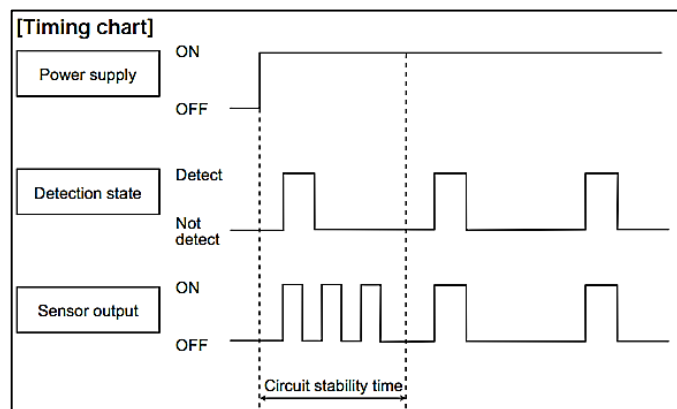 [Timing chart]
Power supply
ON
OFF
Detection state
Detect
Not
detect
Sensor output
ON
OFF
Circuit stability time